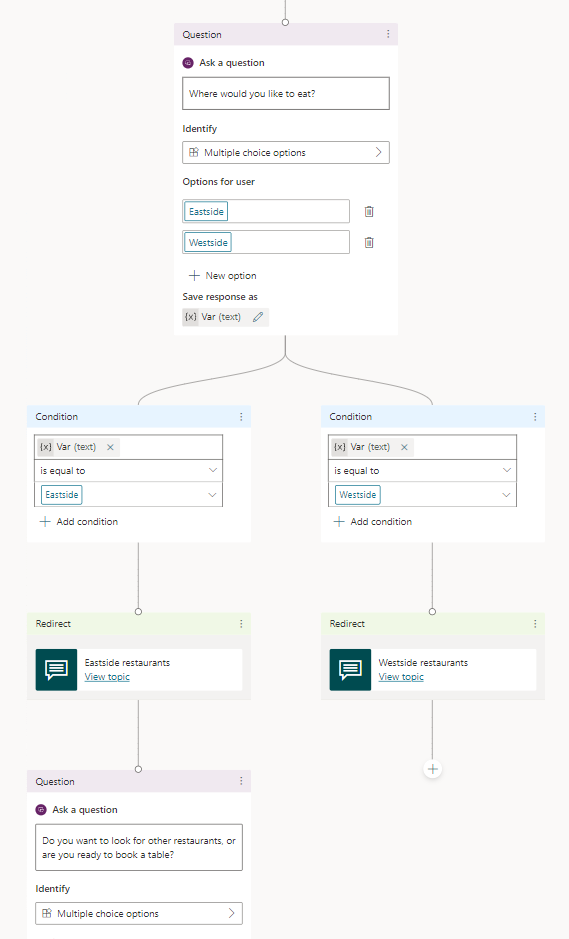 Question
Ask a question
Where would you like to eat?
Identify
Multiple choice options
Options for user
Eastside
Westside
New option
Save response as
{x} Var (text)
Condition
{x} Var (text)
is equal to
Eastside
Add condition
Condition
{x} Var (text)
is equal to
Westside
Add condition
Redirect
Eastside restaurants
View topic
Redirect
Westside restaurants
View topic
Question
Ask a question
Do you want to look for other restaurants, or
are you ready to book a table?
Identify
Multiple choice options